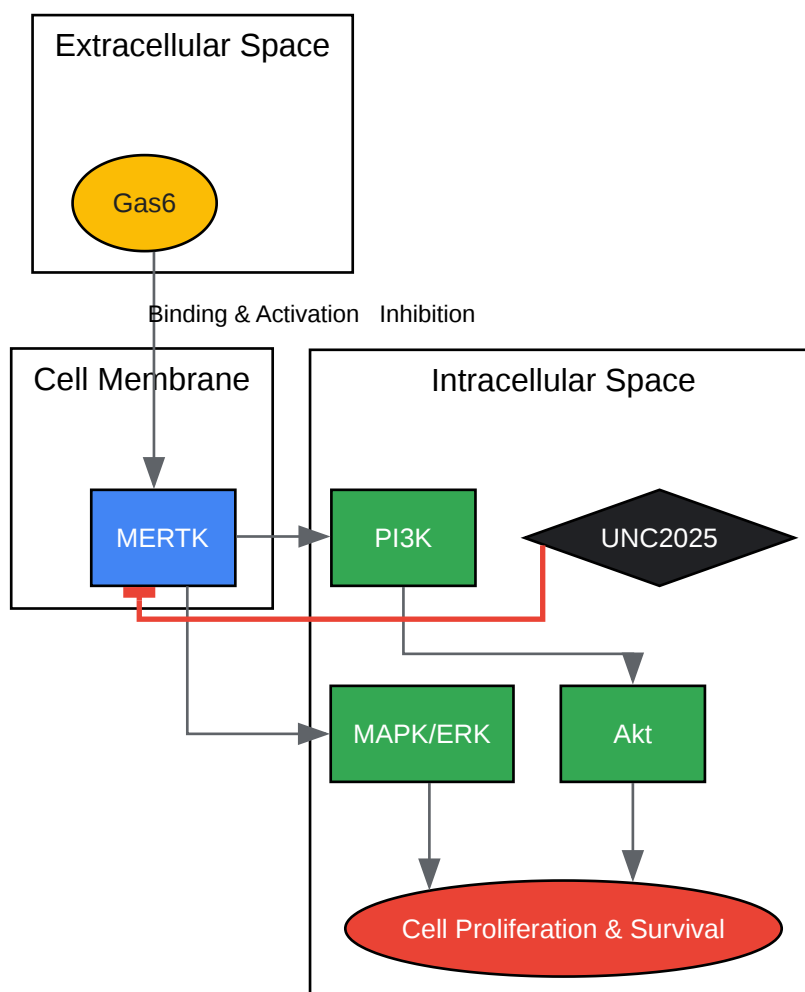 Extracellular Space
Gas6
Binding & Activation
Inhibition
Cell Membrane
Intracellular Space
MERTK
PI3K
UNC2025
MAPK/ERK
Akt
Cell Proliferation & Survival